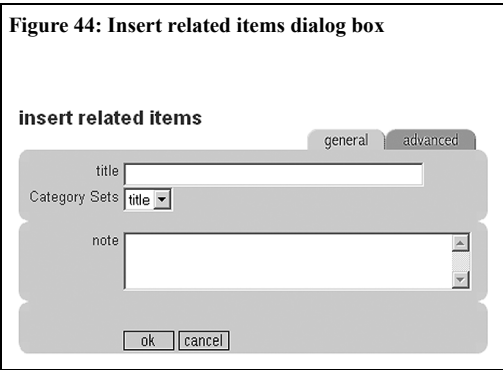 Figure 44: Insert related items dialog box
insert related items
general advanced
title
Category Sets title
note
ok cancel